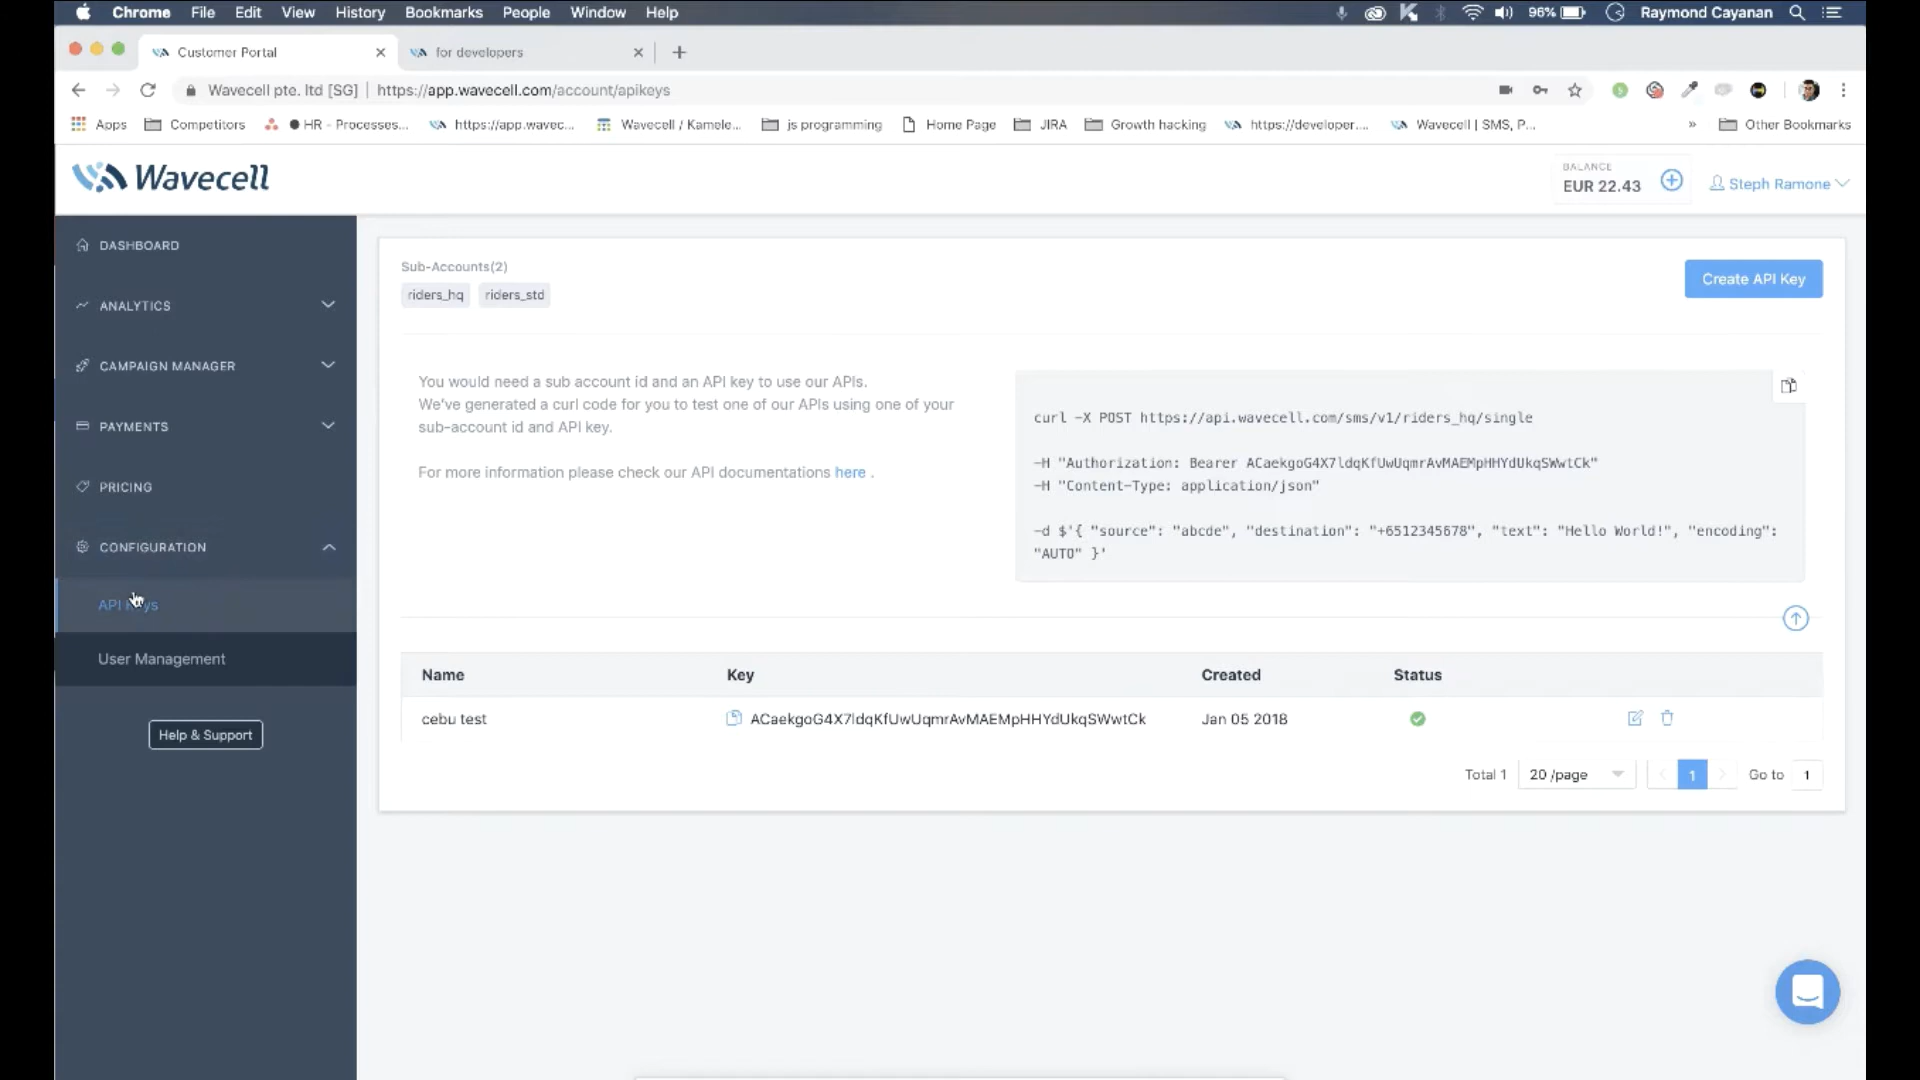 Chrome File Edit View History Bookmarks People Window Help 96% Raymond Cayanan
Customer Portal for developers
Wavecell pte. ltd [SG] | https://app.wavecell.com/account/apikeys
Apps Competitors HR - Processes... https://app.wavec... Wavecell / Kamele... js programming Home Page JIRA Growth hacking https://developer.... Wavecell | SMS, P... » Other Bookmarks
Wavecell
BALANCE
EUR 22.43
Steph Ramone
DASHBOARD
ANALYTICS
CAMPAIGN MANAGER
PAYMENTS
PRICING
CONFIGURATION
API Keys
User Management
Help & Support
Sub-Accounts(2)
riders_hq riders_std
Create API Key
You would need a sub account id and an API key to use our APIs.
We've generated a curl code for you to test one of our APIs using one of your
sub-account id and API key.
For more information please check our API documentations here .
curl -X POST https://api.wavecell.com/sms/v1/riders_hq/single
-H "Authorization: Bearer ACaekgoG4X7ldqKfUwUqmrAvMAEMpHHYdUkqSWwtCk"
-H "Content-Type: application/json"
-d $'{ "source": "abcde", "destination": "+6512345678", "text": "Hello World!", "encoding":
"AUTO" }'
Name Key Created Status
cebu test ACaekgoG4X7ldqKfUwUqmrAvMAEMpHHYdUkqSWwtCk Jan 05 2018
Total 1 20 /page 1 Go to 1